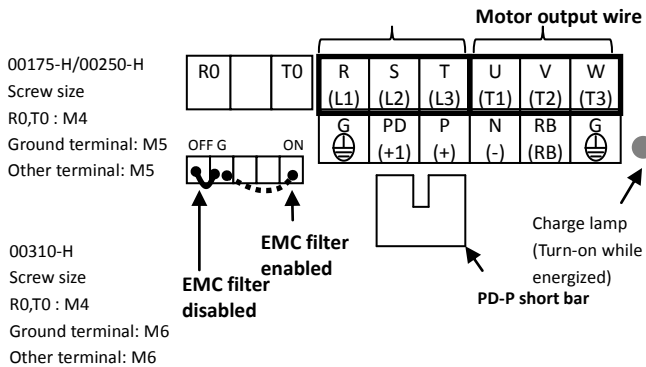 Motor output wire
00175-H/00250-H
Screw size
R0,T0 : M4
Ground terminal: M5
Other terminal: M5
R0 T0
R S T U V W
(L1) (L2) (L3) (T1) (T2) (T3)
G PD P N RB G
(+1) (+) (-) (RB)
OFF G ON
EMC filter
enabled
EMC filter
disabled
Charge lamp
(Turn-on while
energized)
PD-P short bar
00310-H
Screw size
R0,T0 : M4
Ground terminal: M6
Other terminal: M6